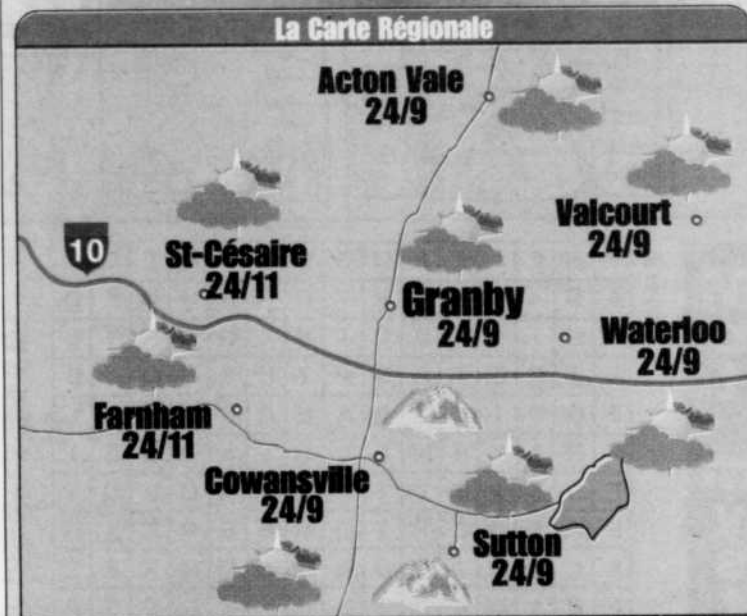 La Carte Régionale
Acton Vale
24/9
Valcourt
24/9
10
St-Césaire
24/11
Granby
24/9
Waterloo
24/9
Farnham
24/11
Cowansville
24/9
Sutton
24/9